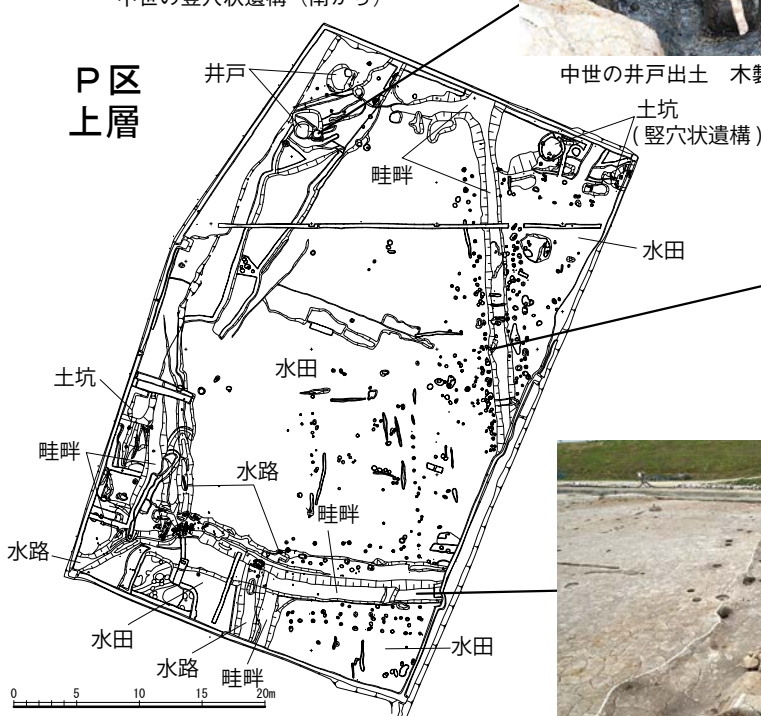 中世の竪穴状遺構（南から）
P区
上層
井戸
中世の井戸出土　木製
土坑
(竪穴状遺構)
畦畔
水田
水田
土坑
畦畔
水路
畦畔
水路
水田
水路
畦畔
水田
0 5 10 15 20m